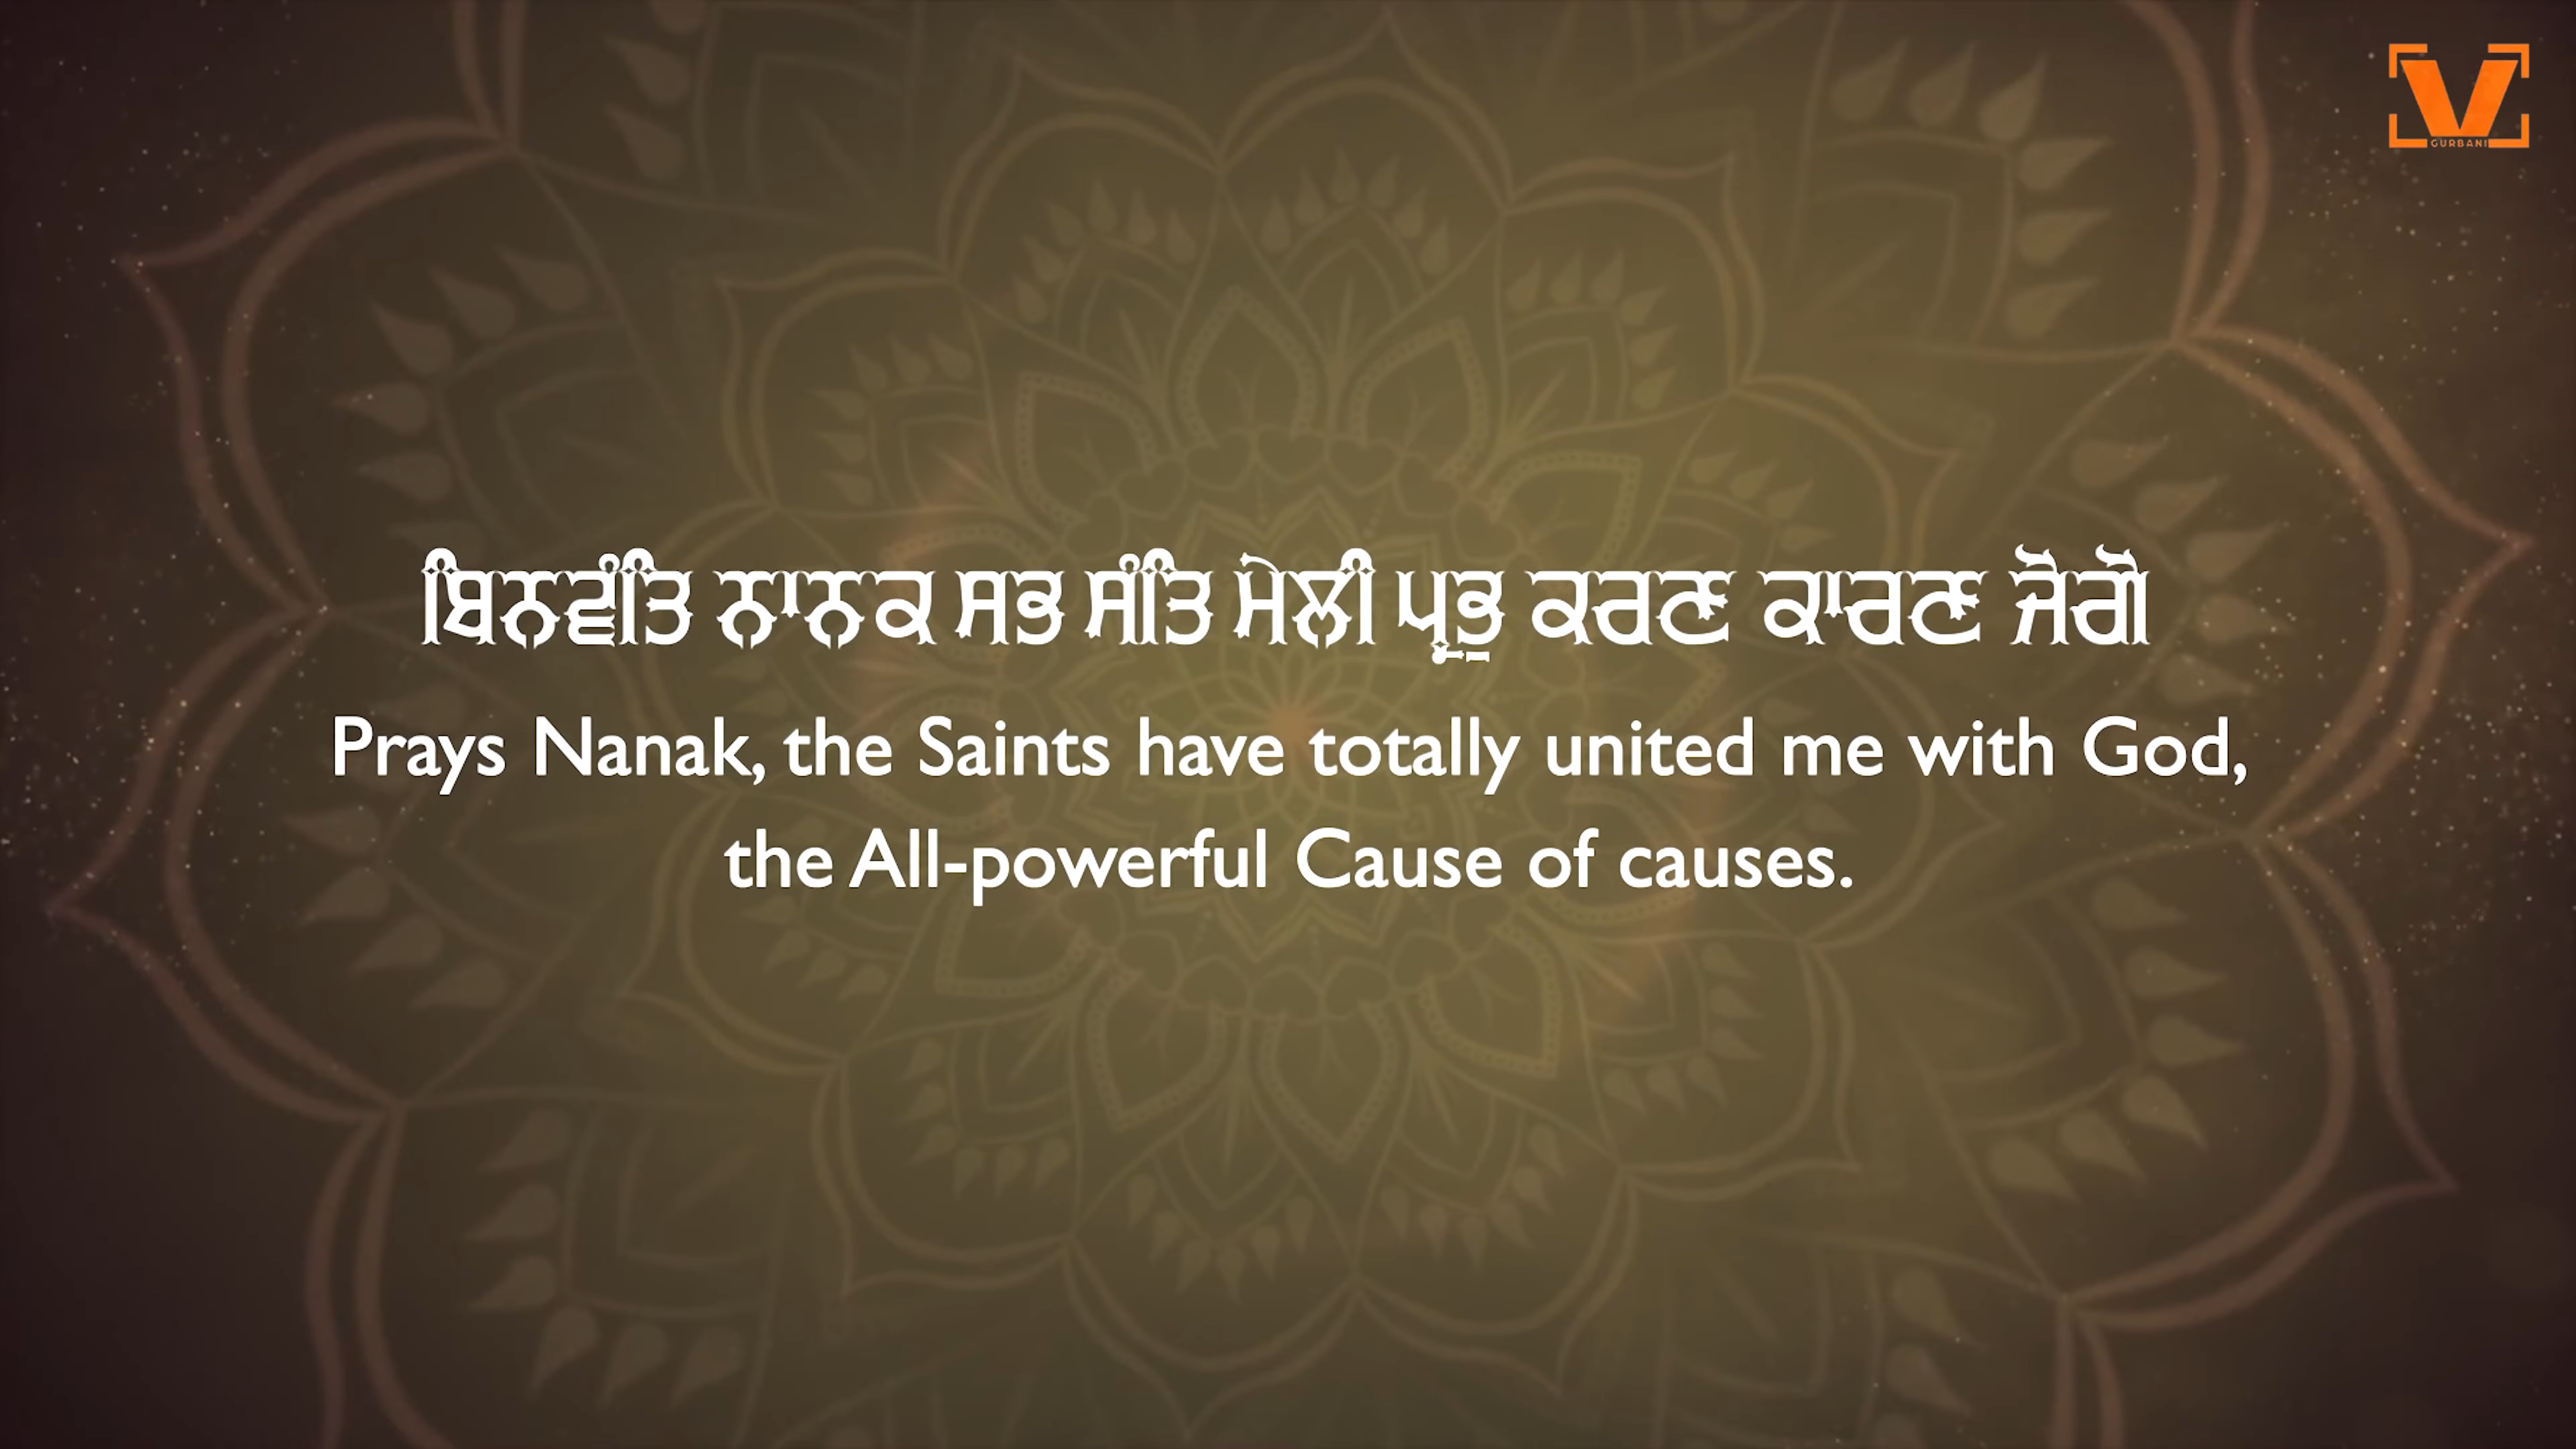 GURBANI
ਬਿਨਵੰਤਿ ਨਾਨਕ ਸਭ ਸੰਤਿ ਮੇਲੀ ਪ੍ਰਭੁ ਕਰਣ ਕਾਰਣ ਜੋਗੋ
Prays Nanak, the Saints have totally united me with God,
the All-powerful Cause of causes.